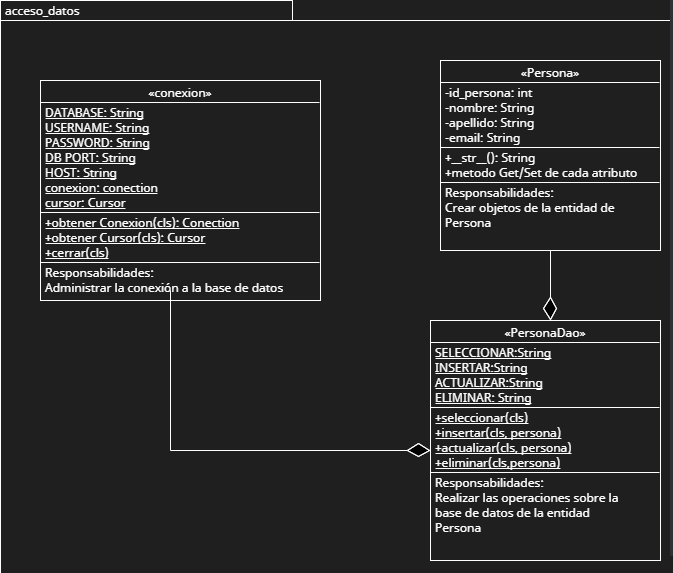 acceso_datos
«conexion»
DATABASE: String
USERNAME: String
PASSWORD: String
DB PORT: String
HOST: String
conexion: conection
cursor: Cursor
+obtener Conexion(cls): Conection
+obtener Cursor(cls): Cursor
+cerrar(cls)
Responsabilidades:
Administrar la conexión a la base de datos
«Persona»
-id_persona: int
-nombre: String
-apellido: String
-email: String
+__str__(): String
+metodo Get/Set de cada atributo
Responsabilidades:
Crear objetos de la entidad de
Persona
«PersonaDao»
SELECCIONAR:String
INSERTAR:String
ACTUALIZAR:String
ELIMINAR: String
+seleccionar(cls)
+insertar(cls, persona)
+actualizar(cls, persona)
+eliminar(cls,persona)
Responsabilidades:
Realizar las operaciones sobre la
base de datos de la entidad
Persona